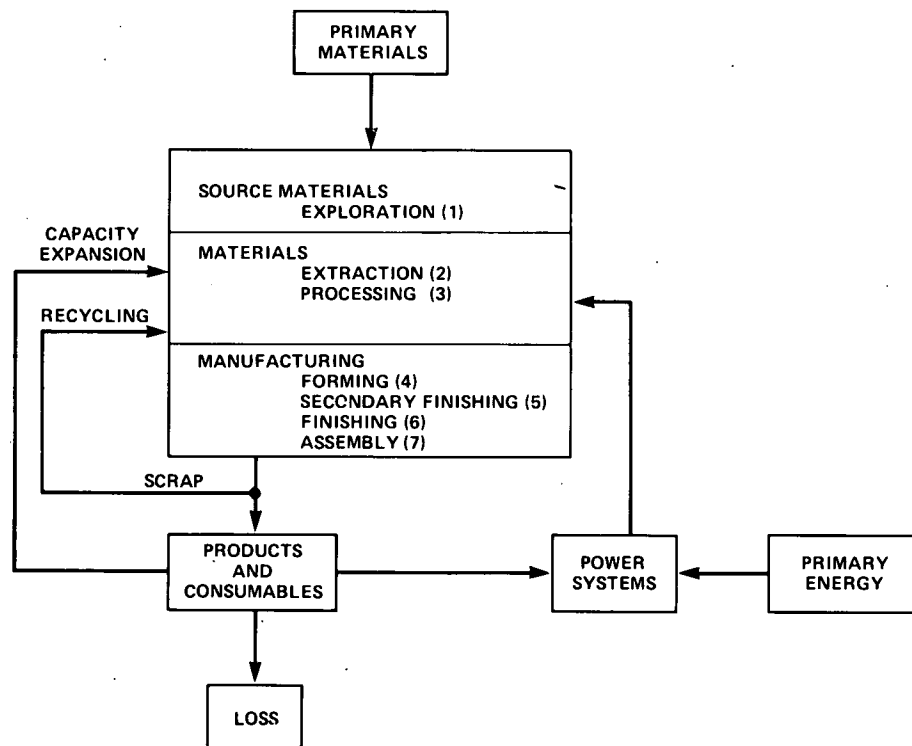 PRIMARY
MATERIALS
SOURCE MATERIALS
EXPLORATION (1)
CAPACITY
EXPANSION
MATERIALS
EXTRACTION (2)
PROCESSING (3)
RECYCLING
MANUFACTURING
FORMING (4)
SECONDARY FINISHING (5)
FINISHING (6)
ASSEMBLY (7)
SCRAP
PRODUCTS
AND
CONSUMABLES
POWER
SYSTEMS
PRIMARY
ENERGY
LOSS